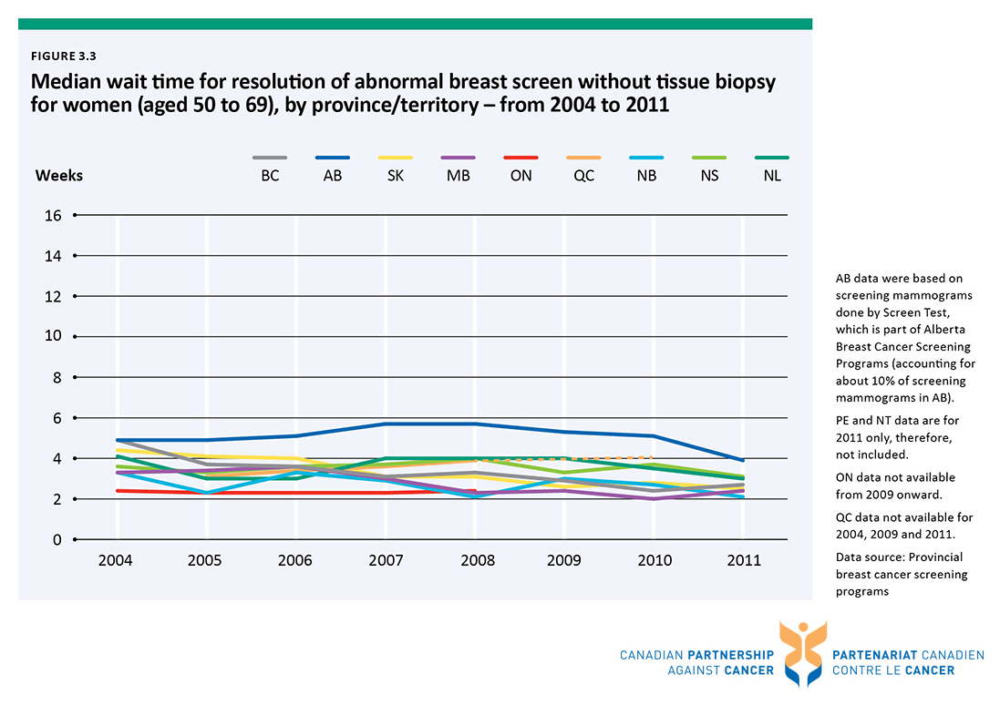 FIGURE 3.3
Median wait time for resolution of abnormal breast screen without tissue biopsy
for women (aged 50 to 69), by province/territory – from 2004 to 2011
Weeks
BC AB SK MB ON QC NB NS NL
16
14
12
10
8
6
4
2
0
2004 2005 2006 2007 2008 2009 2010 2011
AB data were based on
screening mammograms
done by Screen Test,
which is part of Alberta
Breast Cancer Screening
Programs (accounting for
about 10% of screening
mammograms in AB).
PE and NT data are for
2011 only, therefore,
not included.
ON data not available
from 2009 onward.
QC data not available for
2004, 2009 and 2011.
Data source: Provincial
breast cancer screening
programs
CANADIAN PARTNERSHIP
AGAINST CANCER
PARTENARIAT CANADIEN
CONTRE LE CANCER